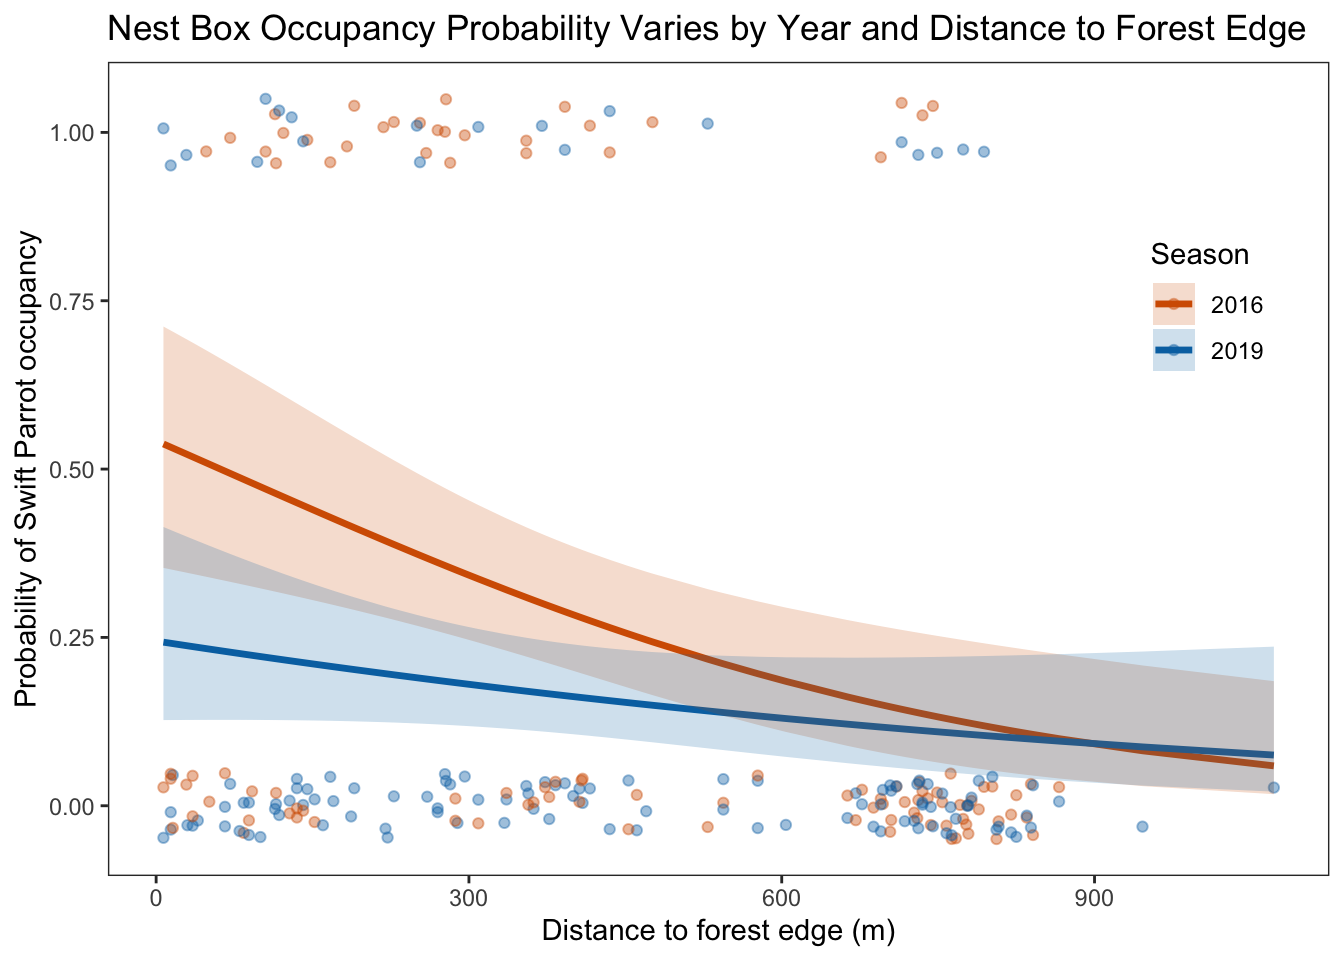 Nest Box Occupancy Probability Varies by Year and Distance to Forest Edge
Probability of Swift Parrot occupancy
1.00
0.75
0.50
0.25
0.00
Season
2016
2019
0 300 600 900
Distance to forest edge (m)